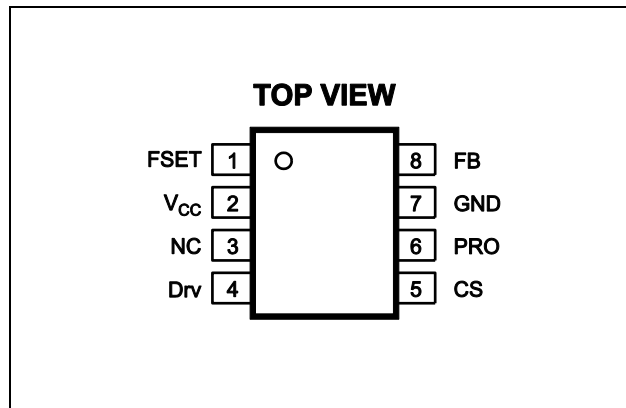 TOP VIEW
FSET 1 8 FB
VCC 2 7 GND
NC 3 6 PRO
Drv 4 5 CS